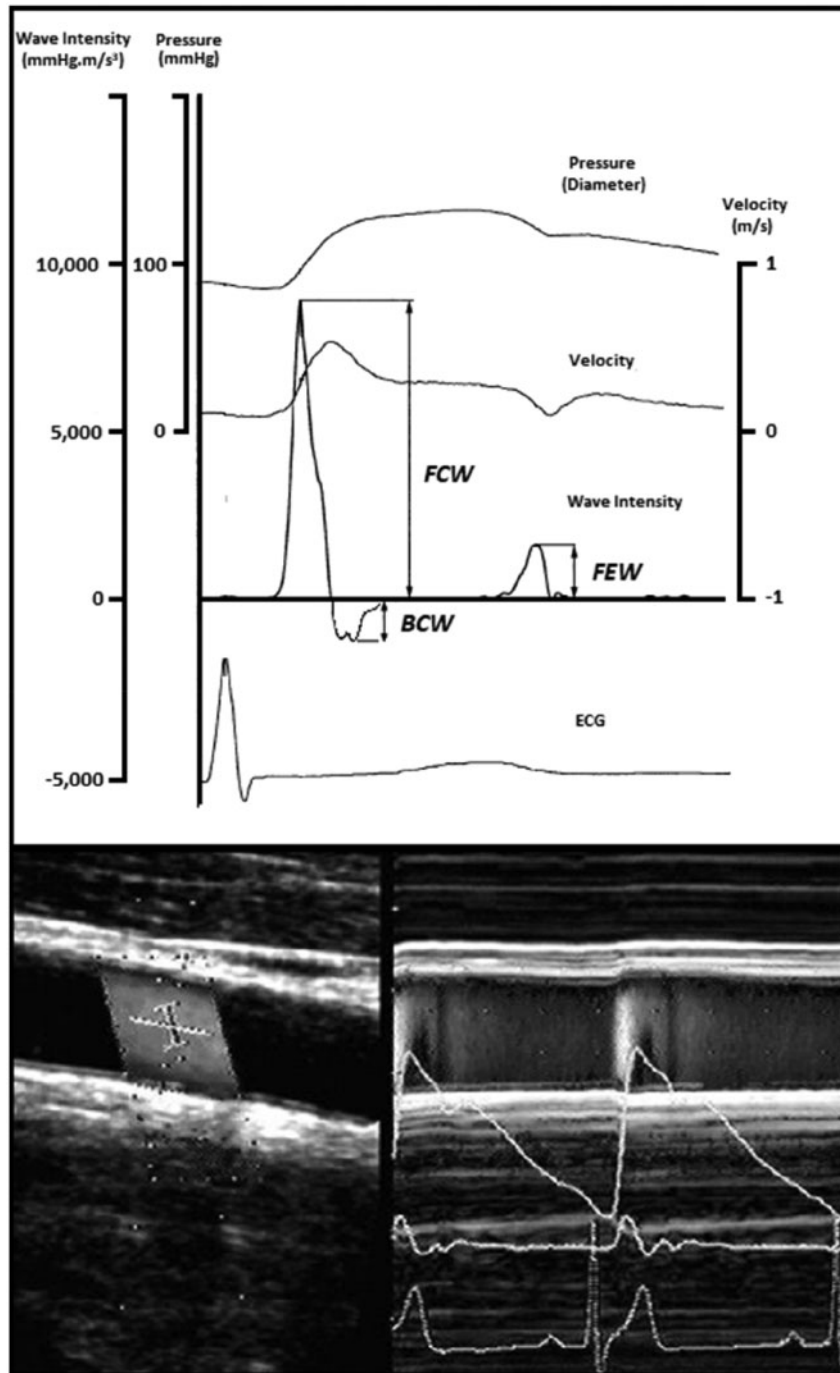 Wave Intensity
(mmHg.m/s³)
Pressure
(mmHg)
Pressure
(Diameter)
Velocity
(m/s)
10,000
100
1
Velocity
5,000
0
0
FCW
Wave Intensity
FEW
0
-1
BCW
ECG
-5,000